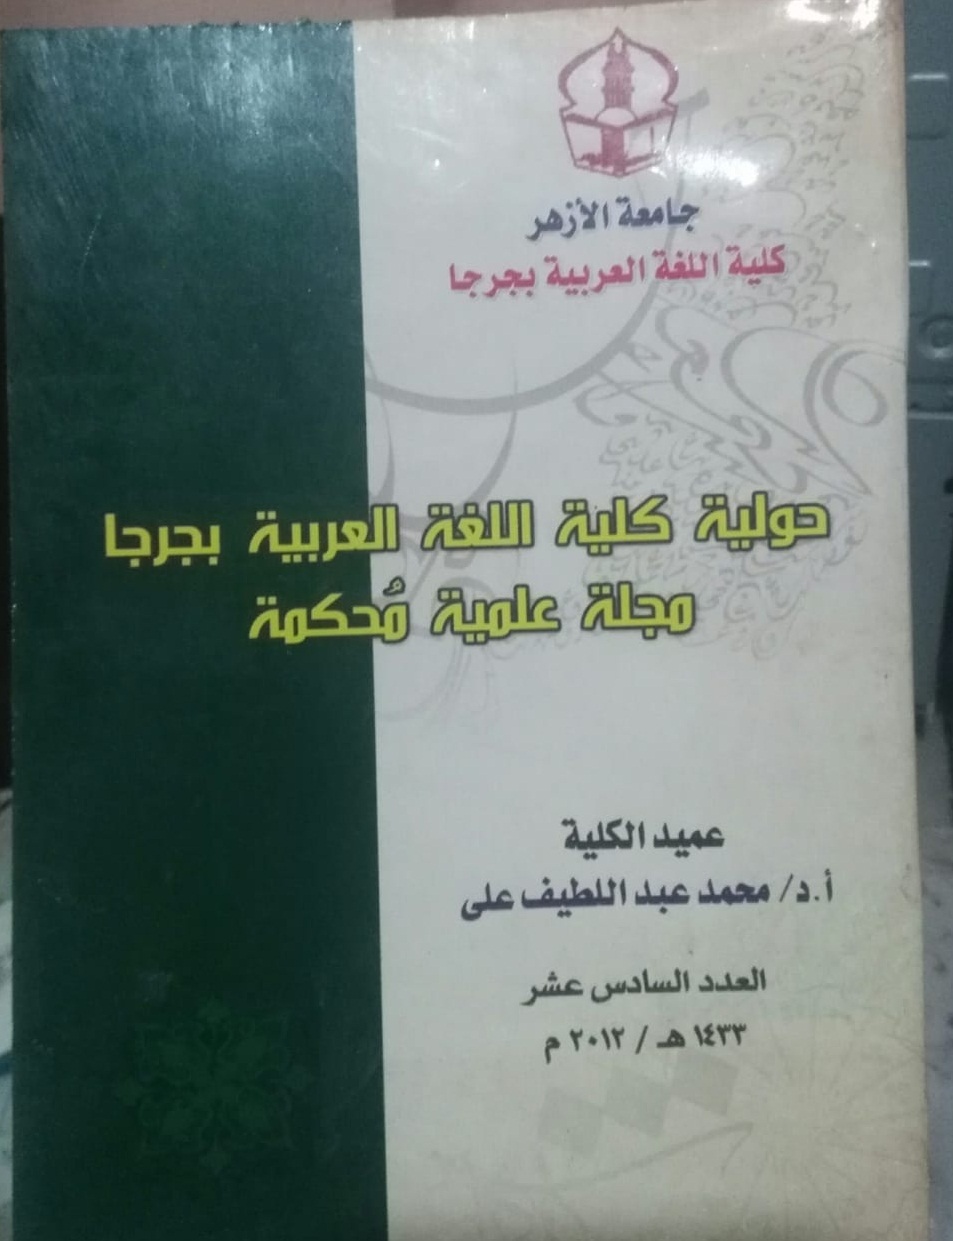 جامعة الأزهر
كلية اللغة العربية بجرجا
حولية كلية اللغة العربية بجرجا
مجلة علمية مُحكمة
عميد الكلية
أ.د/ محمد عبد اللطيف على
العدد السادس عشر
١٤٣٣ هـ / ٢٠١٢ م